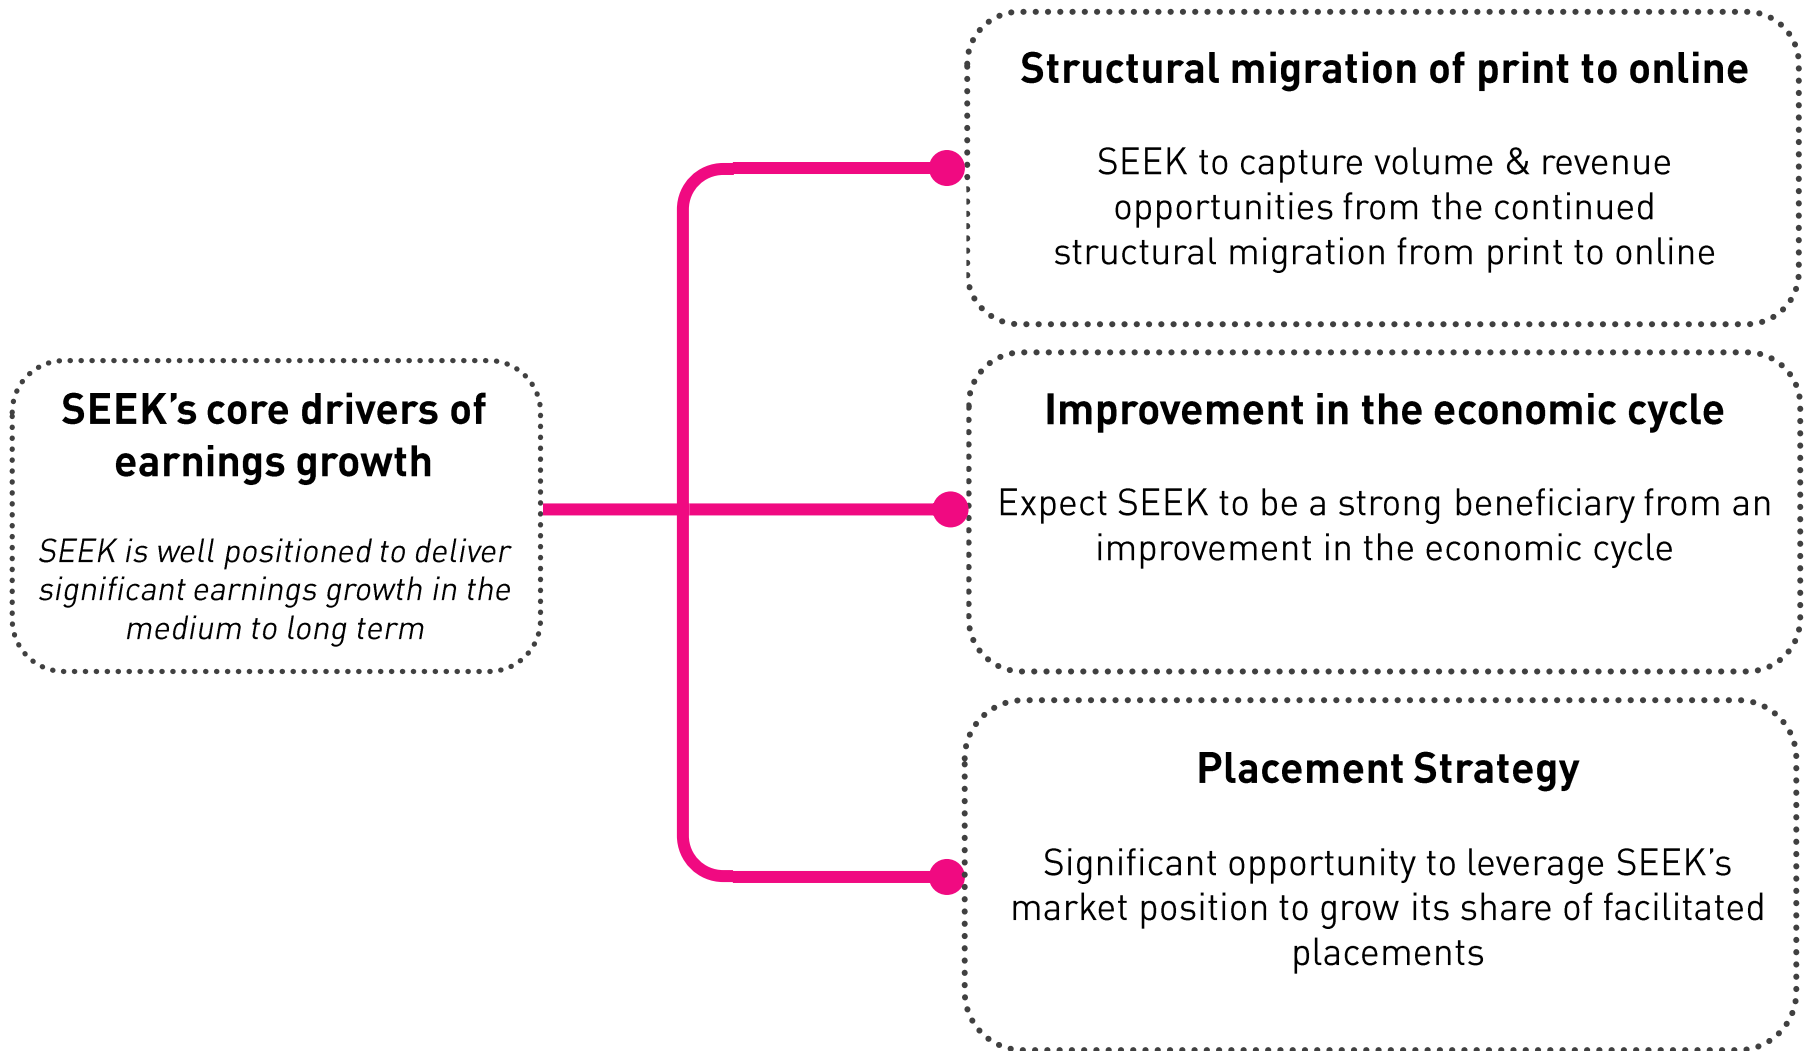 Structural migration of print to online
SEEK to capture volume & revenue
opportunities from the continued
structural migration from print to online
SEEK’s core drivers of
earnings growth
SEEK is well positioned to deliver
significant earnings growth in the
medium to long term
Improvement in the economic cycle
Expect SEEK to be a strong beneficiary from an
improvement in the economic cycle
Placement Strategy
Significant opportunity to leverage SEEK’s
market position to grow its share of facilitated
placements